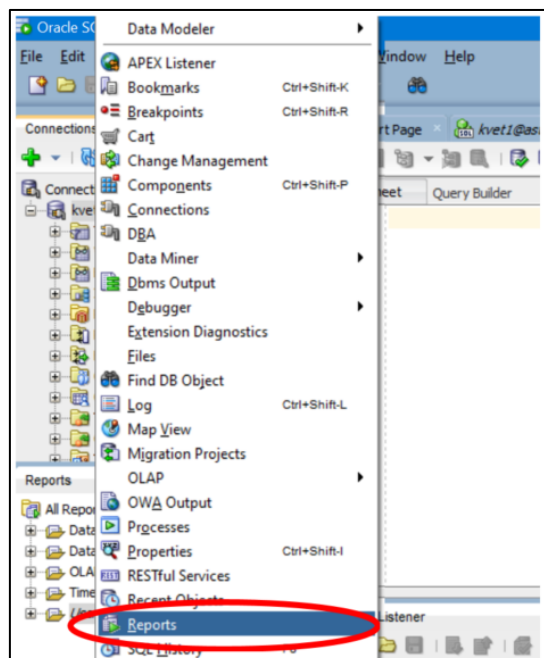 Oracle SQ
Data Modeler
File Edit
Window Help
APEX Listener
Bookmarks Ctrl+Shift-K
Breakpoints Ctrl+Shift-R
Connections
Cart
rt Page
kvet1@as
Change Management
Connect
Components Ctrl+Shift-P
eet
Query Builder
kve
Connections
DBA
Data Miner
Dbms Output
Debugger
Extension Diagnostics
Files
Find DB Object
Log Ctrl+Shift-L
Map View
Migration Projects
Reports
OLAP
All Repo
OWA Output
Data
Processes
Data
Properties Ctrl+Shift-I
OLA
RESTful Services
Time
Recent Objects
Reports
Listener
SQL History